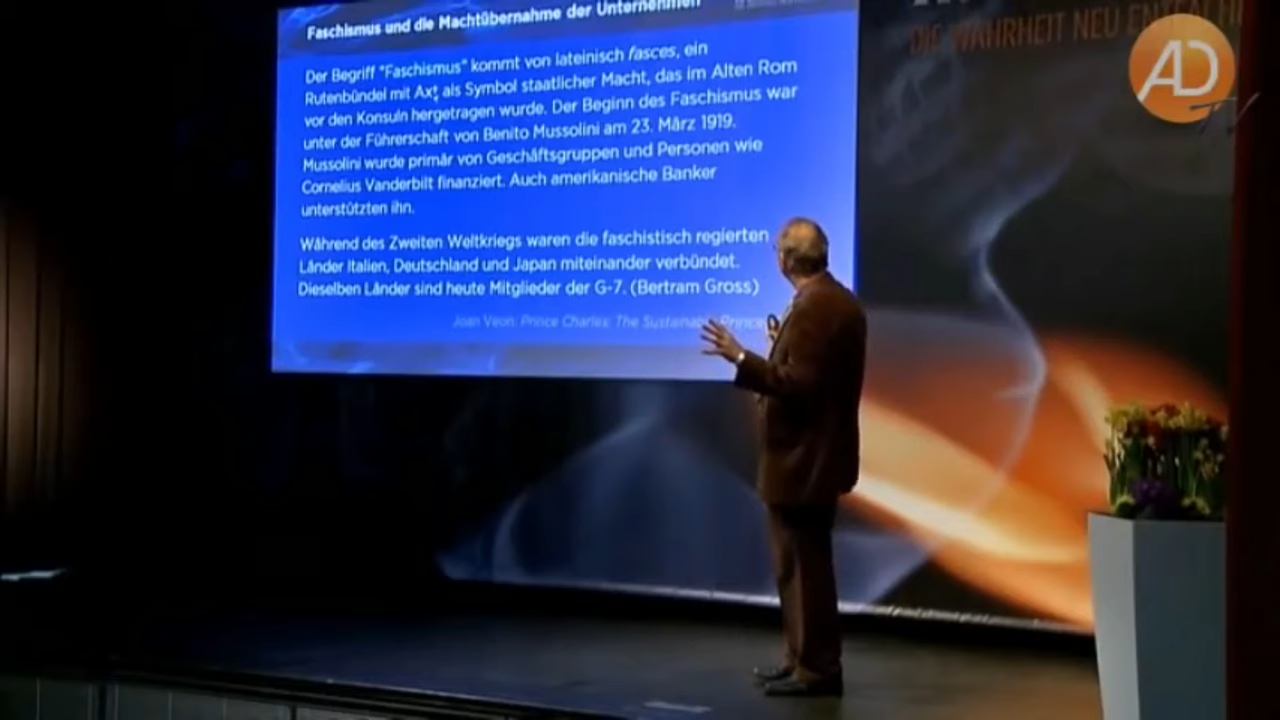 Faschismus und die Machtübernahme der Unternehmen
Der Begriff "Faschismus" kommt von lateinisch fasces, ein
Rutenbündel mit Axt, als Symbol staatlicher Macht, das im Alten Rom
vor den Konsuln hergetragen wurde. Der Beginn des Faschismus war
unter der Führerschaft von Benito Mussolini am 23. März 1919.
Mussolini wurde primär von Geschäftsgruppen und Personen wie
Cornelius Vanderbilt finanziert. Auch amerikanische Banker
unterstützten ihn.
Während des Zweiten Weltkriegs waren die faschistisch regierten
Länder Italien, Deutschland und Japan miteinander verbündet.
Dieselben Länder sind heute Mitglieder der G-7. (Bertram Gross)
Joan Veon: Prince Charles: The Sustainable Prince
DIE WAHRHEIT NEU
AD
TV